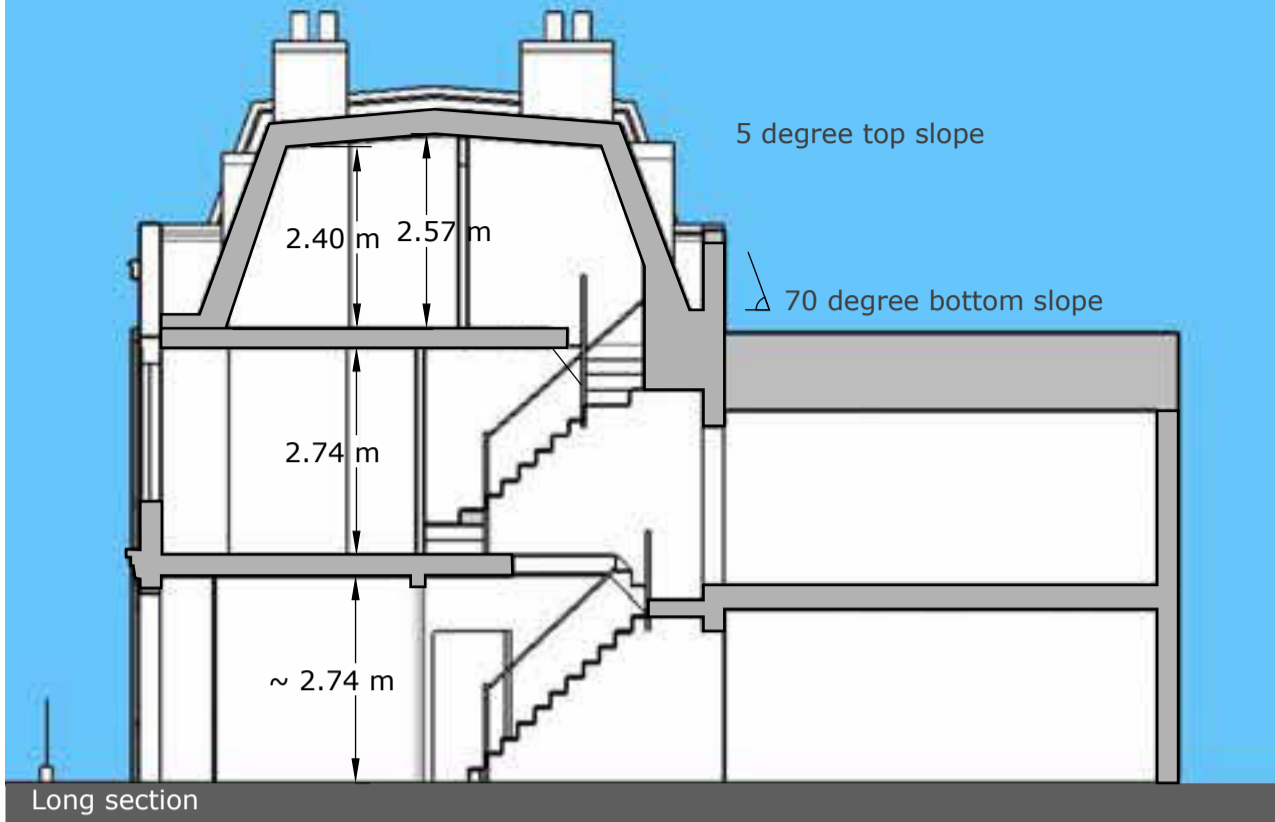 5 degree top slope
2.40 m
2.57 m
70 degree bottom slope
2.74 m
~ 2.74 m
Long section